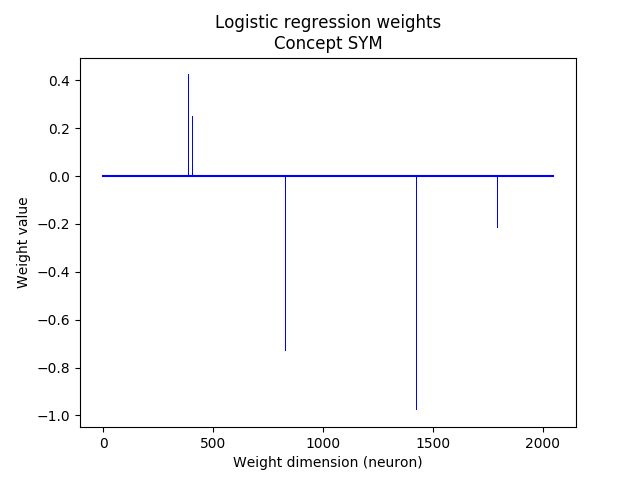 Logistic regression weights
Concept SYM
0.4
0.2
0.0
−0.2
−0.4
−0.6
−0.8
−1.0
Weight value
0 500 1000 1500 2000
Weight dimension (neuron)